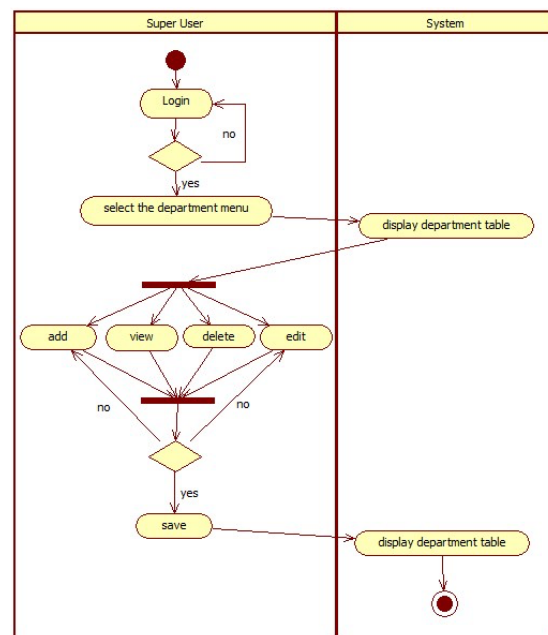 Super User
System
Login
no
yes
select the department menu
display department table
add
view
delete
edit
no
no
yes
save
display department table